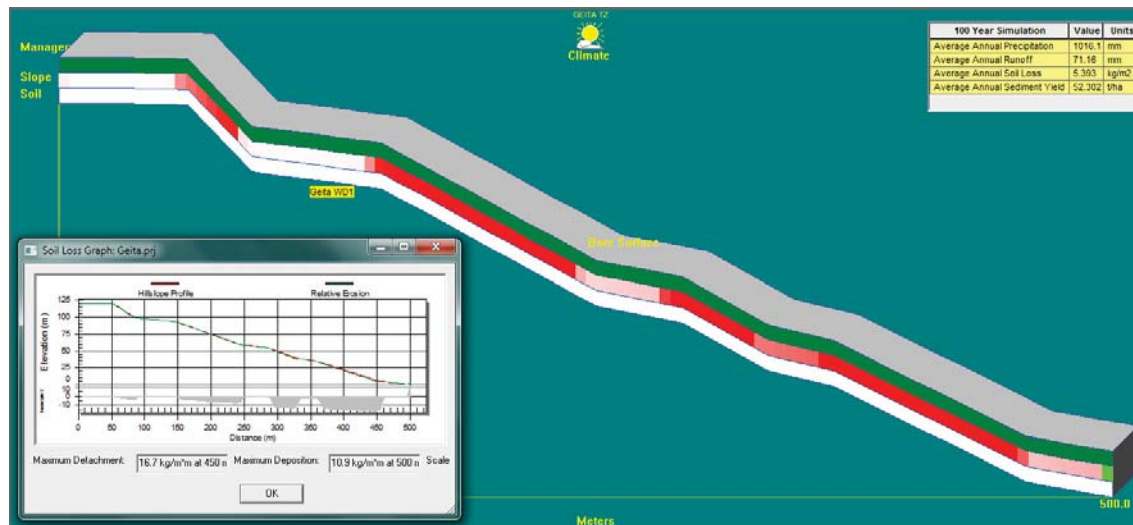 GEITA TZ
Climate
Manager
Slope
Soil
100 Year Simulation Value Units
Average Annual Precipitation 1016.1 mm
Average Annual Runoff 71.16 mm
Average Annual Soil Loss 5.393 kg/m2
Average Annual Sediment Yield 52.302 t/ha
Geita WD1
Soil Loss Graph: Geita.prj
Hillslope Profile Relative Erosion
Elevation (m)
125
100
75
50
25
0
0
-10
0 50 100 150 200 250 300 350 400 450 500
Distance (m)
Maximum Detachment: 16.7 kg/m²m at 450 n Maximum Deposition: 10.9 kg/m²m at 500 n Scale
OK
500.0
Meters